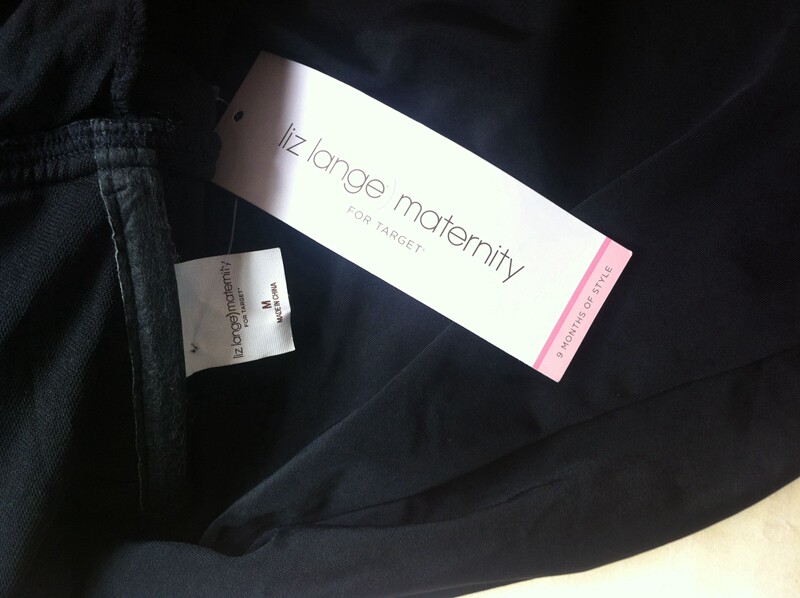 liz lange) maternity
FOR TARGET®
9 MONTHS OF STYLE
liz lange) maternity
FOR TARGET®
M
MADE IN CHINA